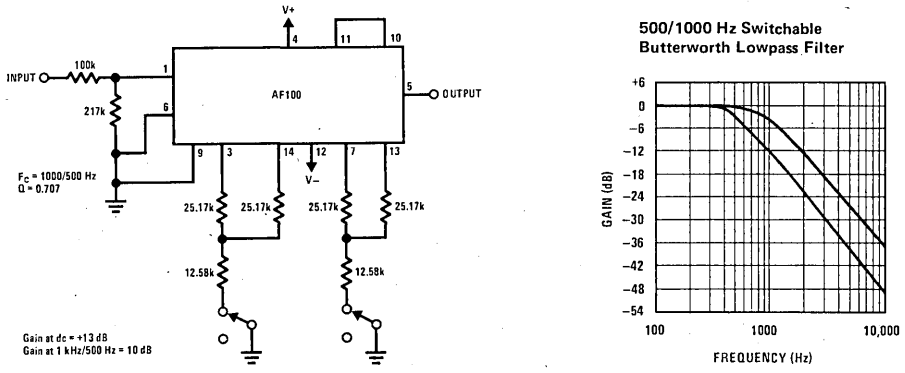 V+
4
11
10
INPUT
100k
1
AF100
5
OUTPUT
217k
6
9
3
14
12
7
13
V−
FC = 1000/500 Hz
Q = 0.707
25.17k
25.17k
25.17k
25.17k
12.58k
12.58k
Gain at dc = +13 dB
Gain at 1 kHz/500 Hz = 10 dB
500/1000 Hz Switchable
Butterworth Lowpass Filter
GAIN (dB)
+6
0
−6
−12
−18
−24
−30
−36
−42
−48
−54
100
1000
10,000
FREQUENCY (Hz)